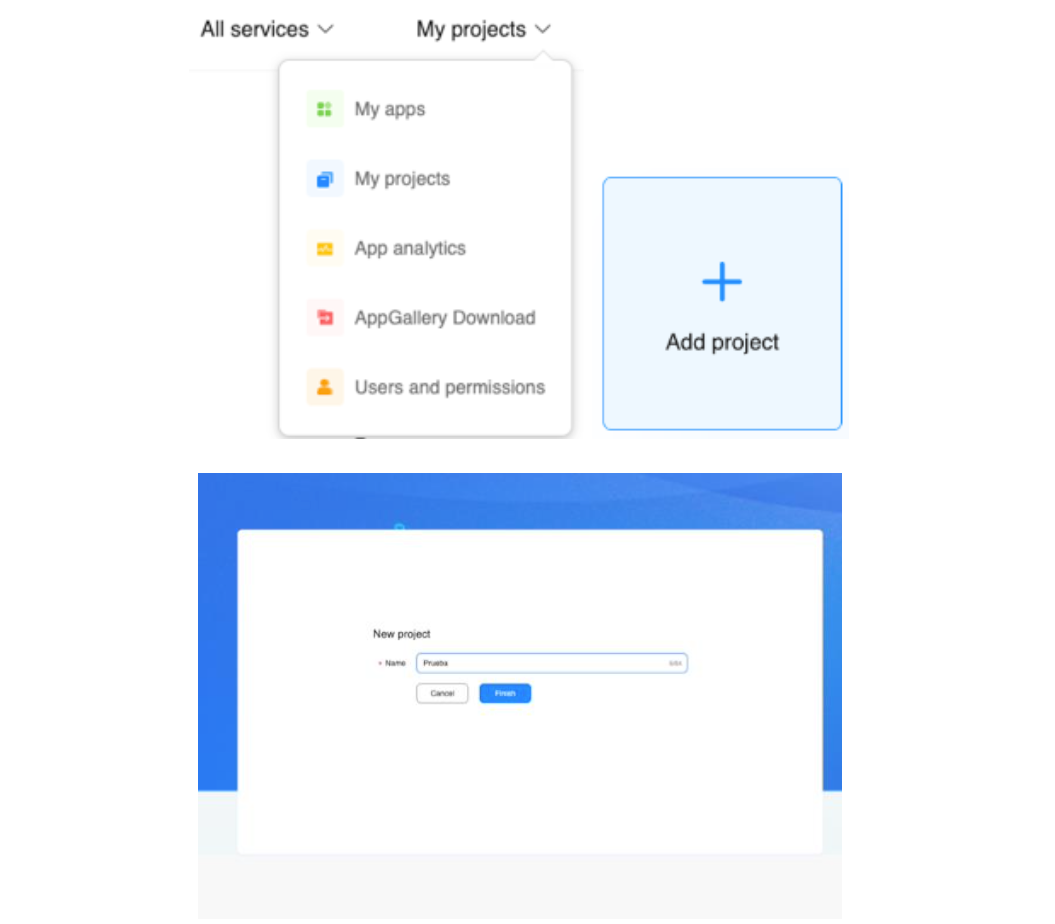 All services
My projects
My apps
My projects
App analytics
AppGallery Download
Users and permissions
Add project
New project
* Name
Prueba
Cancel
Finish